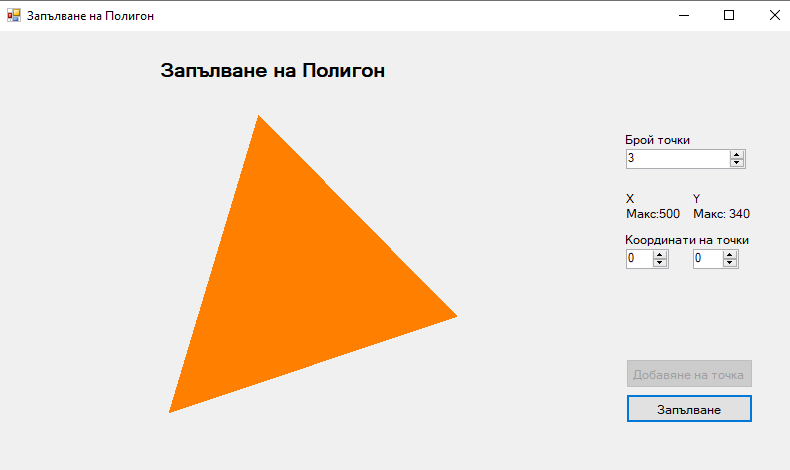 Запълване на Полигон
Запълване на Полигон
Брой точки
3
X Y
Макс:500 Макс: 340
Координати на точки
0 0
Добавяне на точка
Запълване